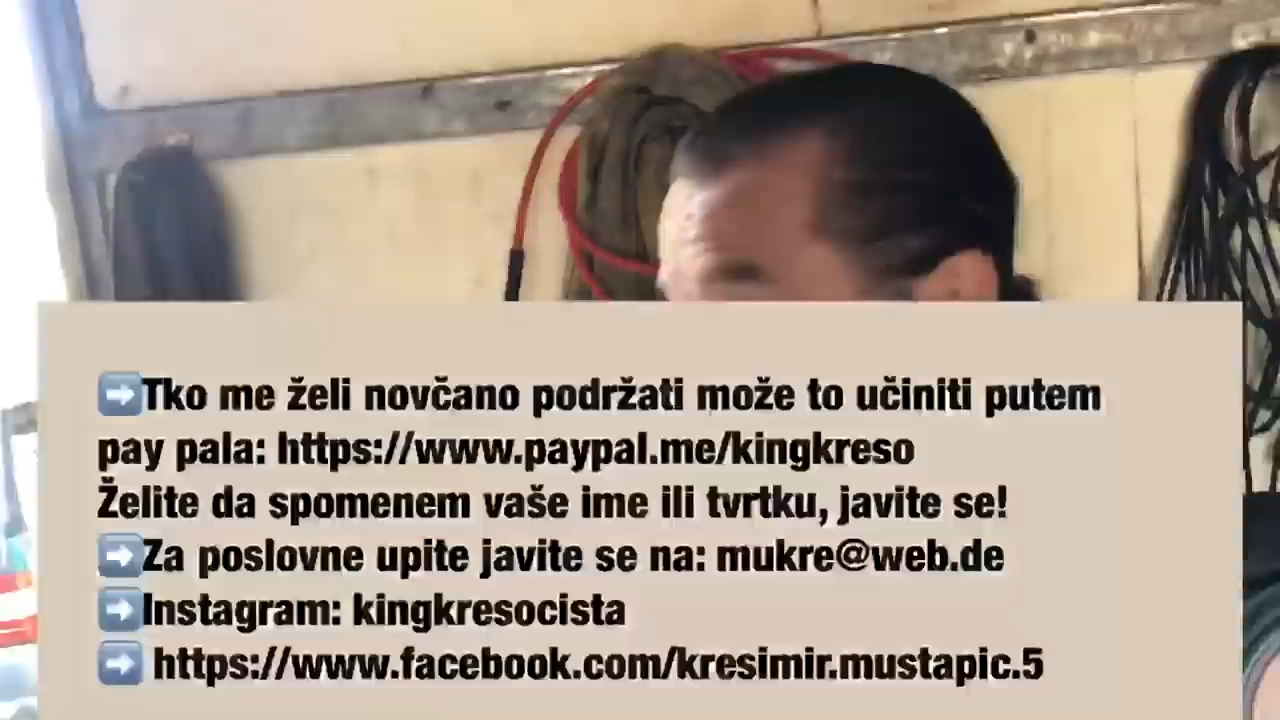 ➡️Tko me želi novčano podržati može to učiniti putem
pay pala: https://www.paypal.me/kingkreso
Želite da spomenem vaše ime ili tvrtku, javite se!
➡️Za poslovne upite javite se na: mukre@web.de
➡️Instagram: kingkresocista
➡️ https://www.facebook.com/kresimir.mustapic.5